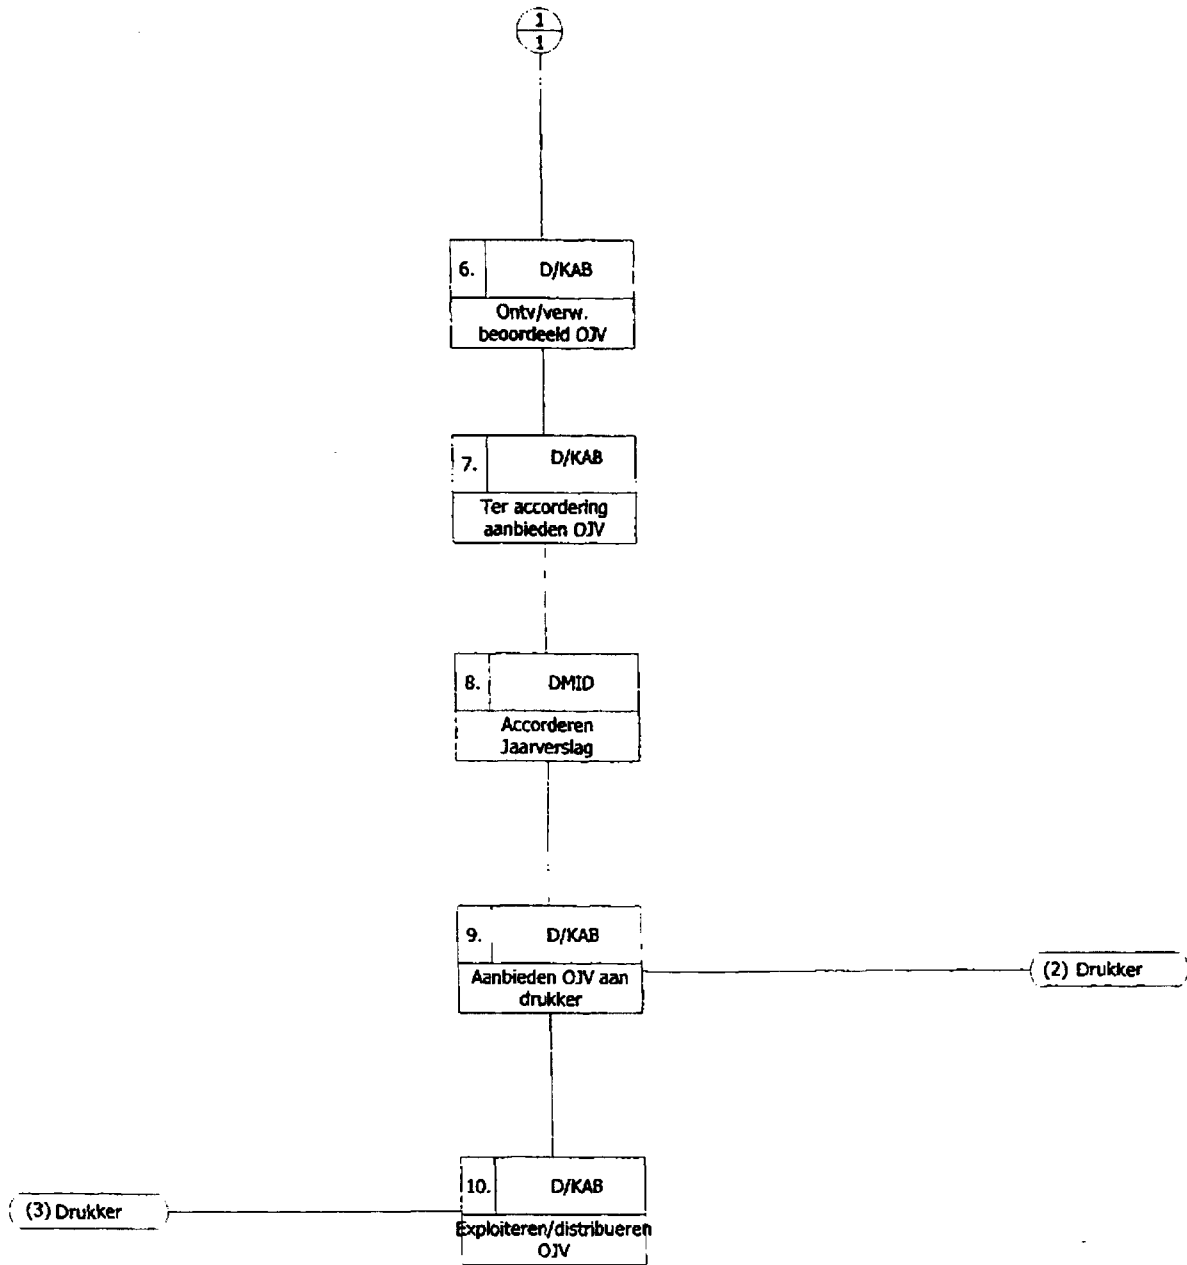 1
1
6. D/KAB
Ontv/verw.
beoordeeld OJV
7. D/KAB
Ter accordering
aanbieden OJV
8. DMID
Accorderen
Jaarverslag
9. D/KAB
Aanbieden OJV aan
drukker
(2) Drukker
10. D/KAB
(3) Drukker
Exploiteren/distribueren
OJV